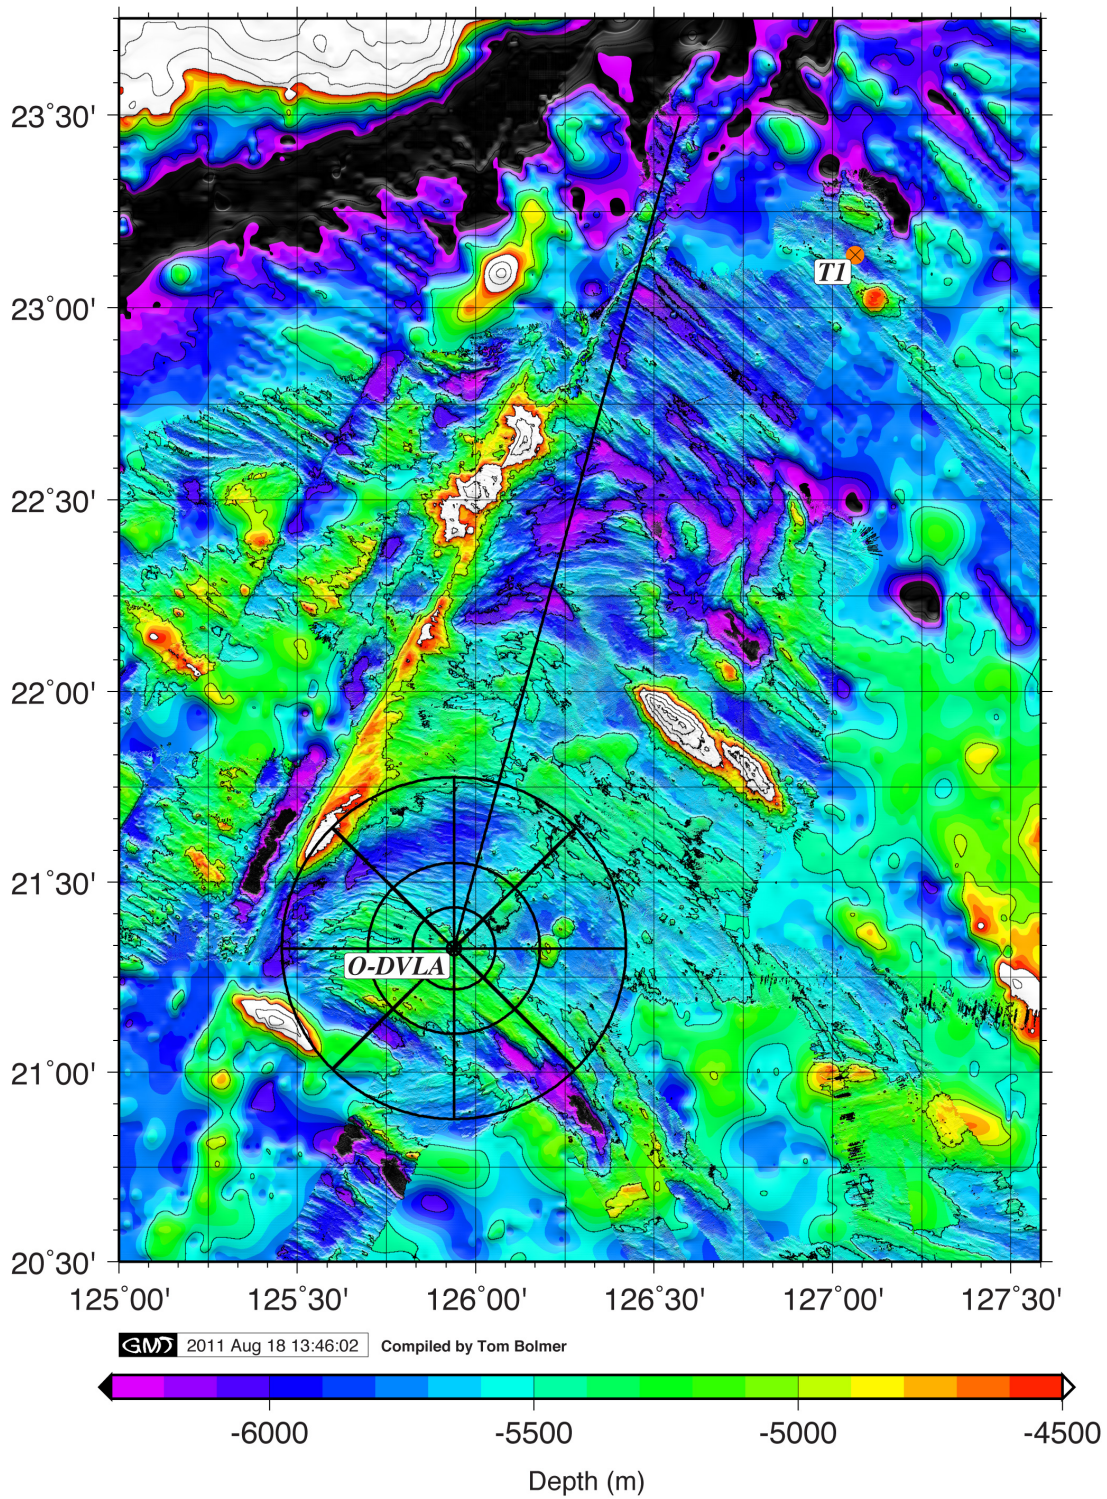 23˚30'
T1
23˚00'
22˚30'
22˚00'
21˚30'
O-DVLA
21˚00'
20˚30'
125˚00' 125˚30' 126˚00' 126˚30' 127˚00' 127˚30'
GMT 2011 Aug 18 13:46:02 Compiled by Tom Bolmer
-6000 -5500 -5000 -4500
Depth (m)